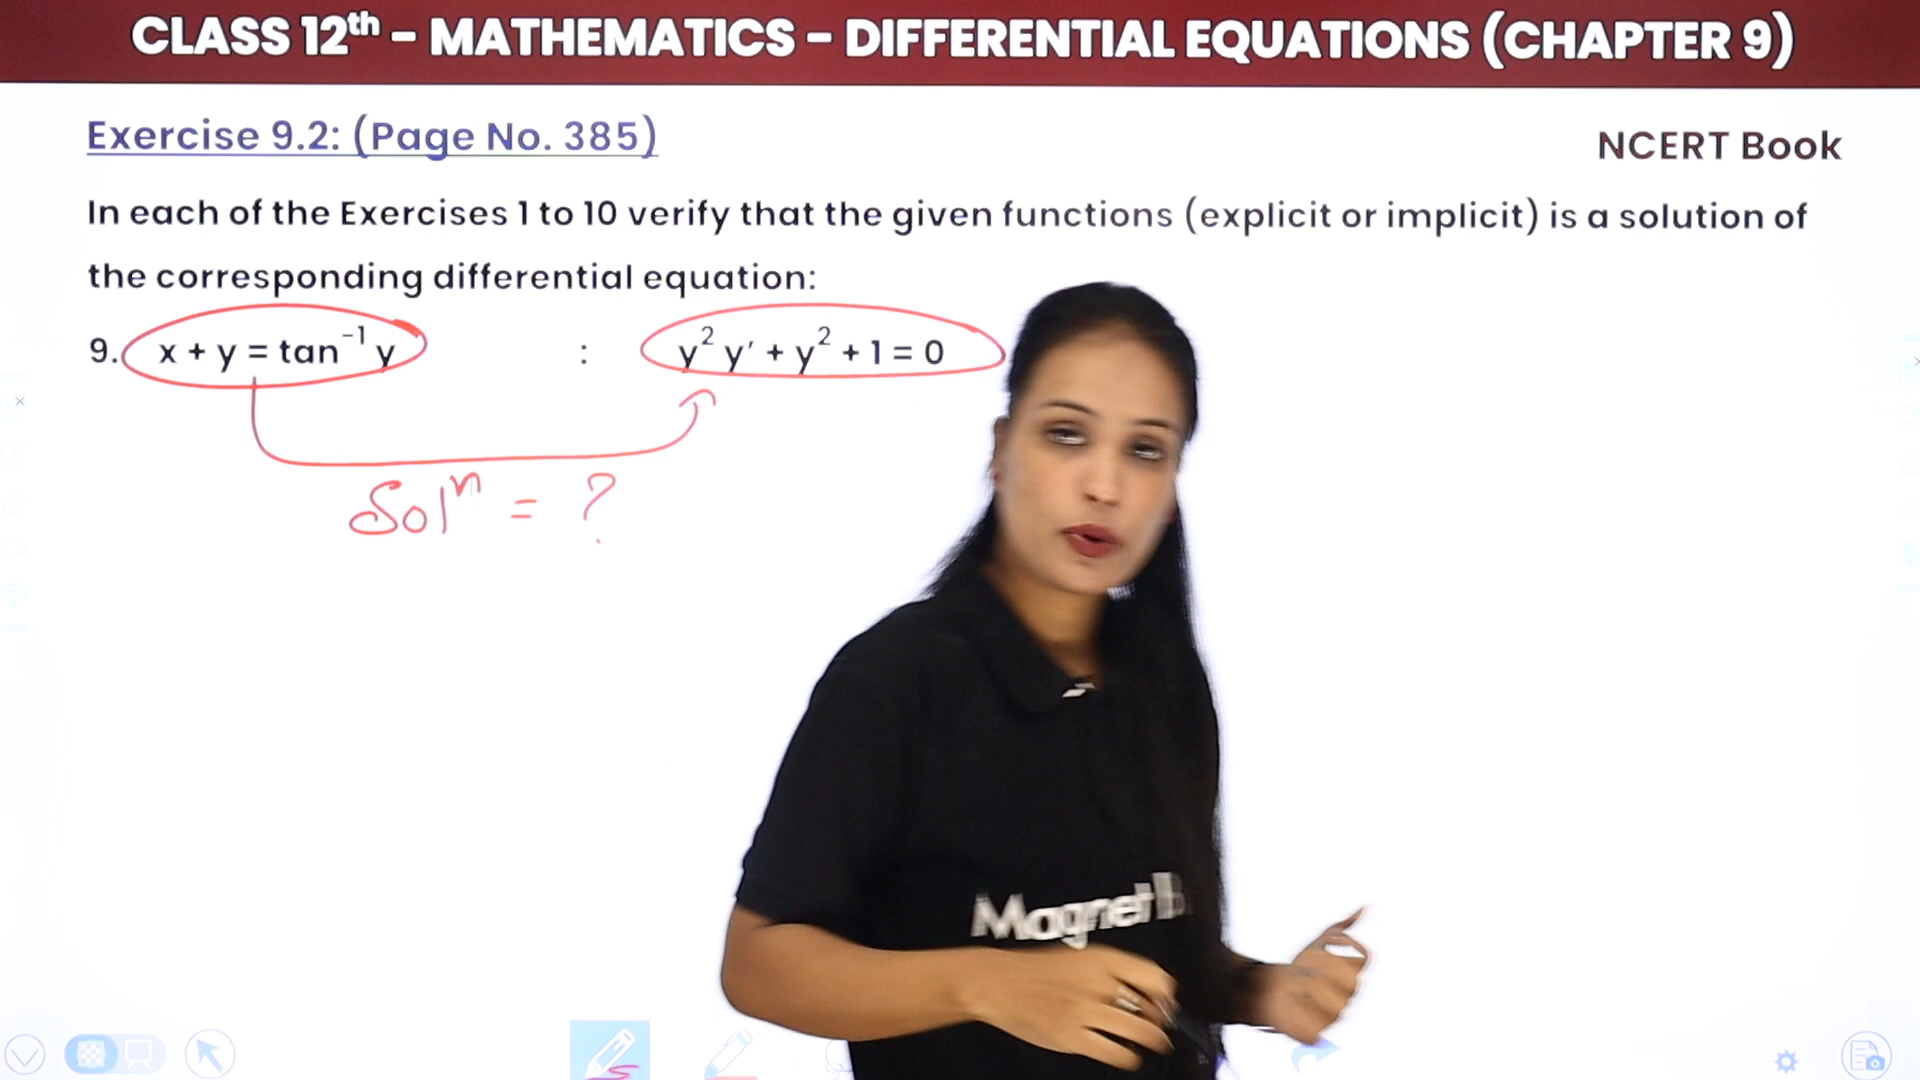 CLASS 12th - MATHEMATICS - DIFFERENTIAL EQUATIONS (CHAPTER 9)
Exercise 9.2: (Page No. 385)
NCERT Book
In each of the Exercises 1 to 10 verify that the given functions (explicit or implicit) is a solution of
the corresponding differential equation:
9. x + y = tan⁻¹ y : y² y′ + y² + 1 = 0
Solⁿ = ?
Magnet B